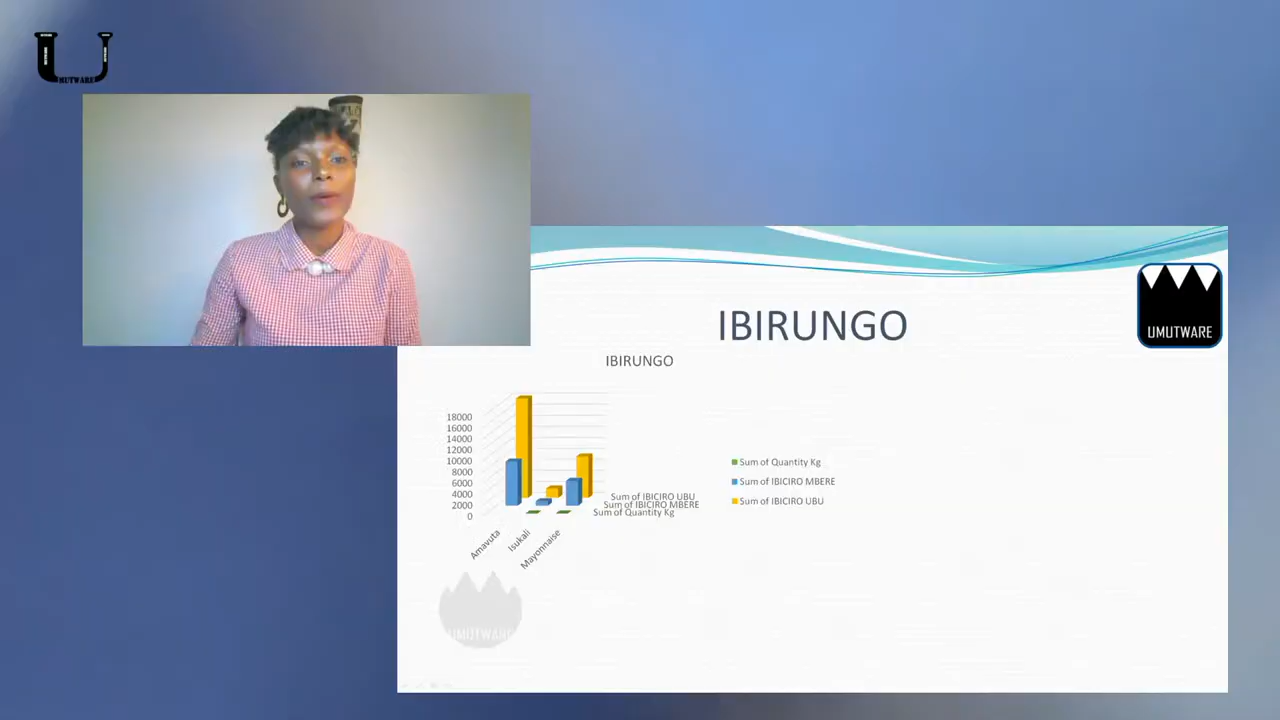 UMUTWARE
IBIRUNGO
UMUTWARE
IBIRUNGO
18000
16000
14000
12000
10000
8000
6000
4000
2000
0
Sum of IBICIRO UBU
Sum of IBICIRO MBERE
Sum of Quantity Kg
Amavuta
Isukali
Mayonnaise
Sum of Quantity Kg
Sum of IBICIRO MBERE
Sum of IBICIRO UBU
UMUTWARE